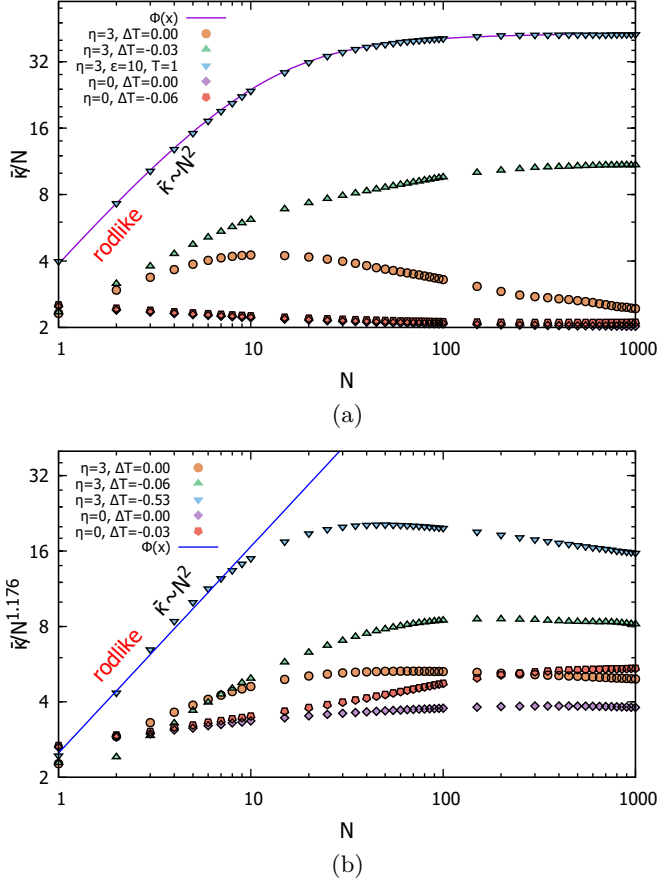 Φ(x)
η=3, ΔT=0.00
η=3, ΔT=-0.03
η=3, ε=10, T=1
η=0, ΔT=0.00
η=0, ΔT=-0.06
32
16
8
4
2
κ̄/N
rodlike
κ̄~N²
1
10
100
1000
N
(a)
η=3, ΔT=0.00
η=3, ΔT=-0.06
η=3, ΔT=-0.53
η=0, ΔT=0.00
η=0, ΔT=-0.03
Φ(x)
32
16
8
4
2
κ̄/N^1.176
rodlike
κ̄~N²
1
10
100
1000
N
(b)